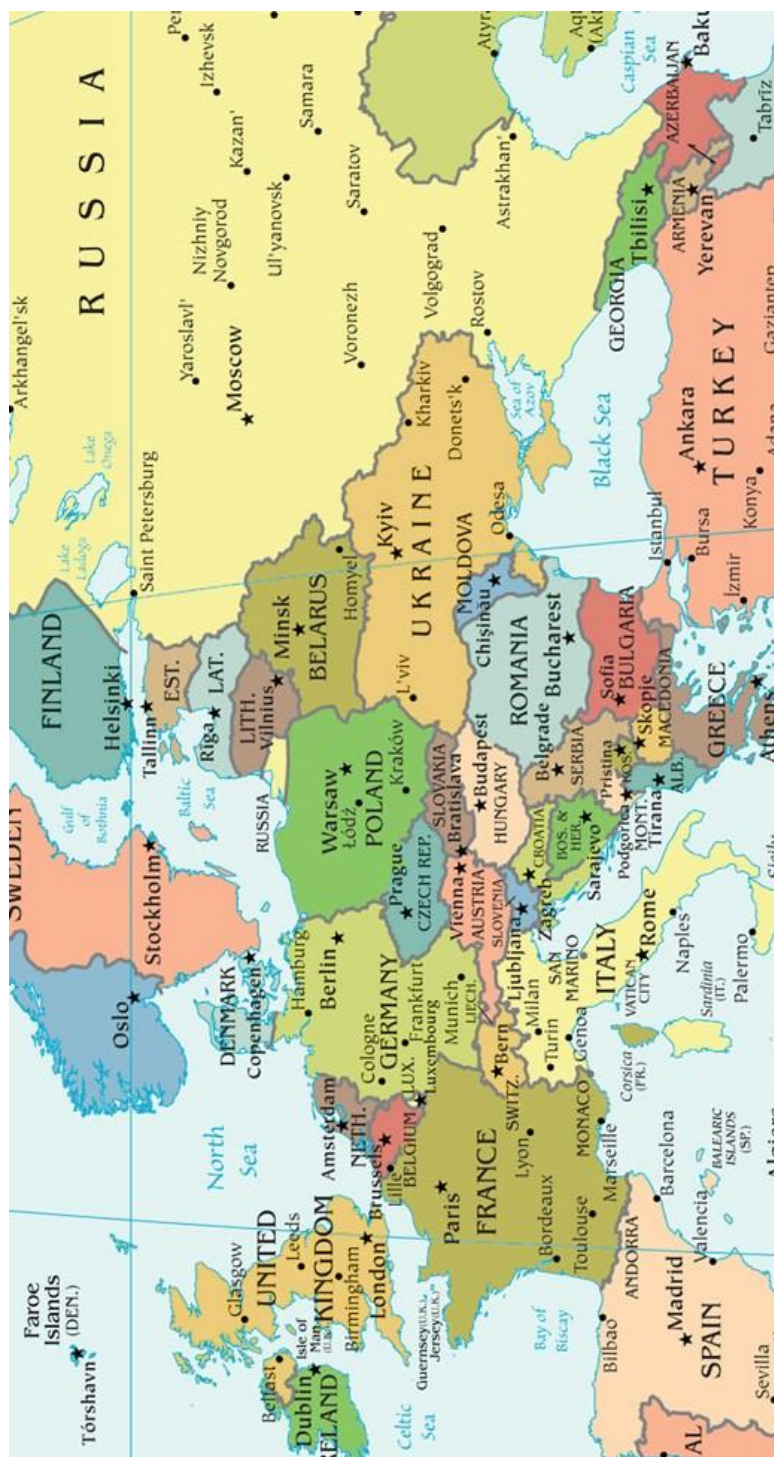 Faroe
Islands
(DEN.)
Tórshavn
SWEDEN
FINLAND
Arkhangel'sk
RUSSIA
Oslo
Gulf
of
Bothnia
Helsinki
Lake
Ladoga
Lake
Onega
Saint Petersburg
Stockholm
Tallinn
EST.
Yaroslavl'
Nizhniy
Novgorod
Kazan'
Izhevsk
North
Sea
Glasgow
UNITED
KINGDOM
Belfast
Isle of
Man
(U.K.)
Leeds
Dublin
Birmingham
London
DENMARK
Copenhagen
Baltic
Sea
Riga
LAT.
LITH.
Vilnius
RUSSIA
Moscow
Ul'yanovsk
Samara
Minsk
BELARUS
Homyel
Voronezh
Saratov
Celtic
Sea
Guernsey (U.K.)
Jersey (U.K.)
Amsterdam
NETH.
Brussels
BELGIUM
Lille
Hamburg
Berlin
Cologne
GERMANY
Frankfurt
LUX.
Luxembourg
Munich
LIECH.
Warsaw
Łódź
POLAND
Kraków
Prague
CZECH REP.
L'viv
Kyiv
UKRAINE
Kharkiv
Donets'k
Volgograd
Rostov
Astrakhan'
Atyra
Paris
FRANCE
Bay of
Biscay
Bordeaux
Toulouse
Lyon
Marseille
MONACO
SWITZ.
Bern
Vienna
AUSTRIA
SLOVARIA
Bratislava
Budapest
HUNGARY
MOLDOVA
Chişinău
Odesa
Sea of
Azov
SLOVENIA
Ljubljana
Zagreb
CROATIA
BOS. &
HER.
Sarajevo
Belgrade
SERBIA
ROMANIA
Bucharest
Black Sea
GEORGIA
Tbilisi
Caspian
Sea
Milan
Turin
Genoa
SAN
MARINO
ITALY
VATICAN
CITY
Rome
Naples
Corsica
(FR.)
Sardinia
(IT.)
Palermo
Podgorica
MONT.
Pristina
KOS.
Sofia
BULGARIA
Skopje
MACEDONIA
Tirana
ALB.
GREECE
Athens
Istanbul
Bursa
Izmir
Ankara
TURKEY
Konya
Adana
Gazianten
ARMENIA
Yerevan
AZERBAIJAN
Baku
Tabrīz
Bilbao
ANDORRA
Barcelona
Madrid
SPAIN
Valencia
BALEARIC
ISLANDS
(SP.)
Sevilla